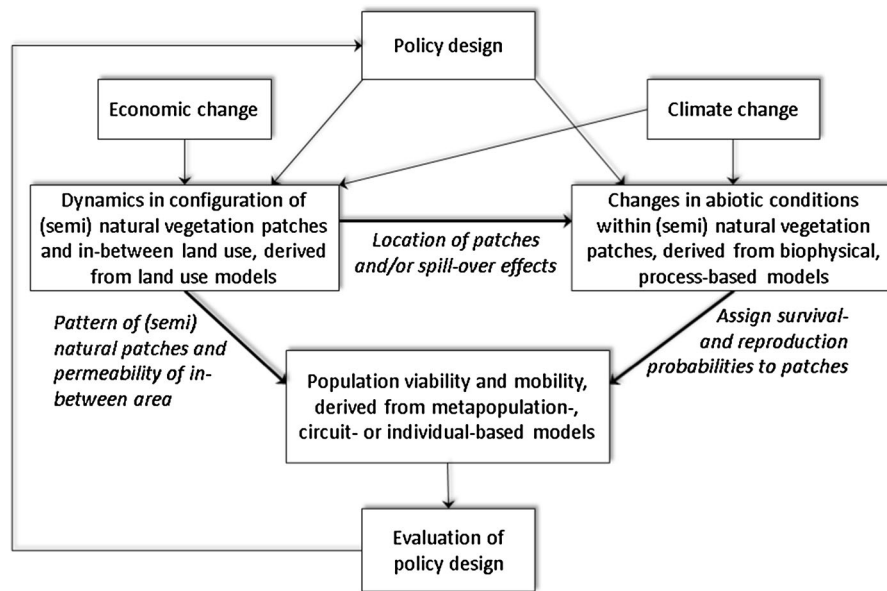 Policy design
Economic change
Climate change
Dynamics in configuration of
(semi) natural vegetation patches
and in-between land use, derived
from land use models
Location of patches
and/or spill-over effects
Changes in abiotic conditions
within (semi) natural vegetation
patches, derived from biophysical,
process-based models
Pattern of (semi)
natural patches and
permeability of in-
between area
Assign survival-
and reproduction
probabilities to patches
Population viability and mobility,
derived from metapopulation-,
circuit- or individual-based models
Evaluation of
policy design